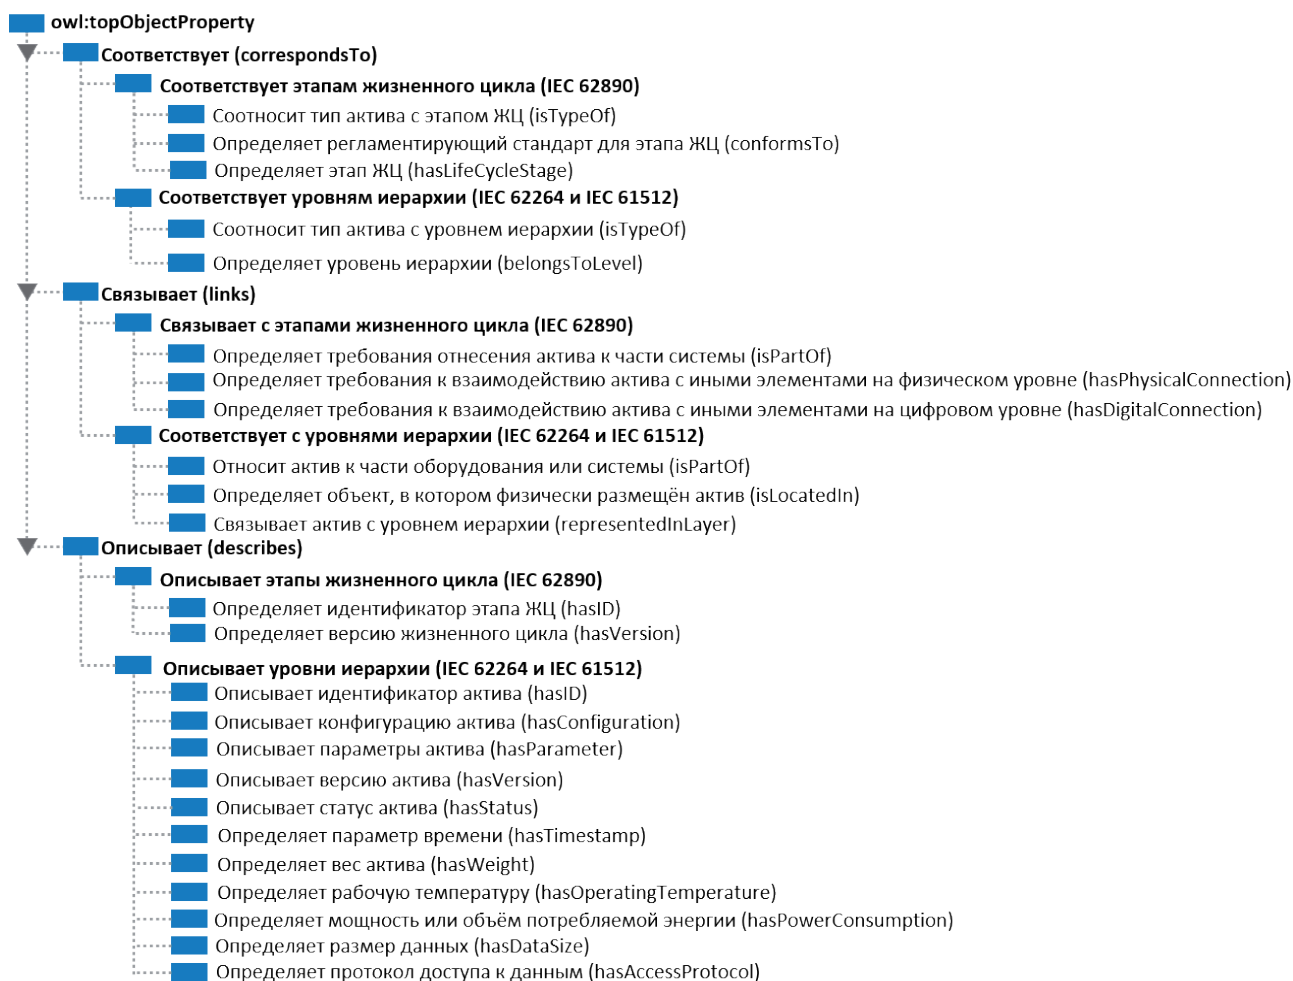 owl:topObjectProperty
Соответствует (correspondsTo)
Соответствует этапам жизненного цикла (IEC 62890)
Соотносит тип актива с этапом ЖЦ (isTypeOf)
Определяет регламентирующий стандарт для этапа ЖЦ (conformsTo)
Определяет этап ЖЦ (hasLifeCycleStage)
Соответствует уровням иерархии (IEC 62264 и IEC 61512)
Соотносит тип актива с уровнем иерархии (isTypeOf)
Определяет уровень иерархии (belongsToLevel)
Связывает (links)
Связывает с этапами жизненного цикла (IEC 62890)
Определяет требования отнесения актива к части системы (isPartOf)
Определяет требования к взаимодействию актива с иными элементами на физическом уровне (hasPhysicalConnection)
Определяет требования к взаимодействию актива с иными элементами на цифровом уровне (hasDigitalConnection)
Соответствует с уровнями иерархии (IEC 62264 и IEC 61512)
Относит актив к части оборудования или системы (isPartOf)
Определяет объект, в котором физически размещён актив (isLocatedIn)
Связывает актив с уровнем иерархии (representedInLayer)
Описывает (describes)
Описывает этапы жизненного цикла (IEC 62890)
Определяет идентификатор этапа ЖЦ (hasID)
Определяет версию жизненного цикла (hasVersion)
Описывает уровни иерархии (IEC 62264 и IEC 61512)
Описывает идентификатор актива (hasID)
Описывает конфигурацию актива (hasConfiguration)
Описывает параметры актива (hasParameter)
Описывает версию актива (hasVersion)
Описывает статус актива (hasStatus)
Определяет параметр времени (hasTimestamp)
Определяет вес актива (hasWeight)
Определяет рабочую температуру (hasOperatingTemperature)
Определяет мощность или объём потребляемой энергии (hasPowerConsumption)
Определяет размер данных (hasDataSize)
Определяет протокол доступа к данным (hasAccessProtocol)